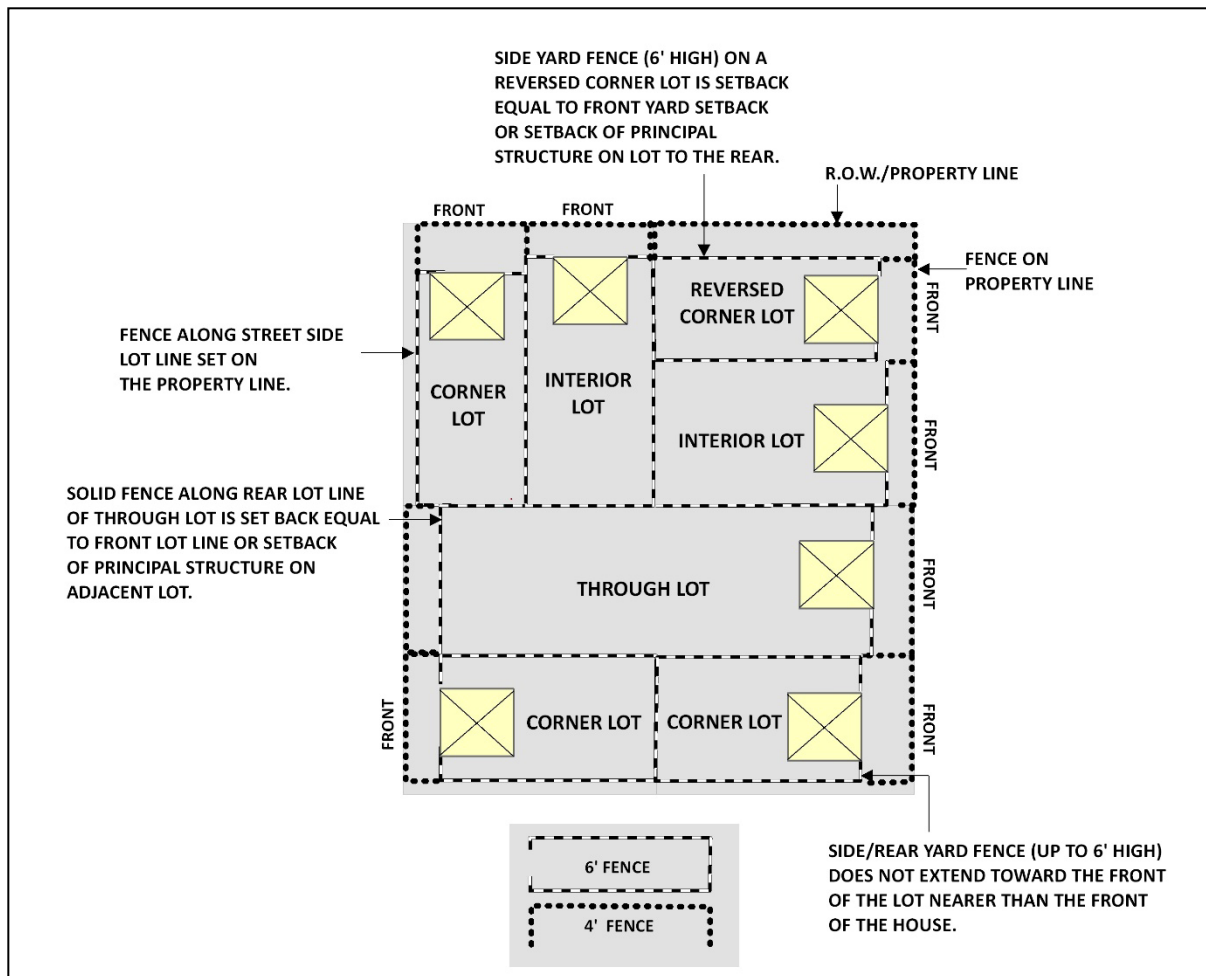 SIDE YARD FENCE (6' HIGH) ON A
REVERSED CORNER LOT IS SETBACK
EQUAL TO FRONT YARD SETBACK
OR SETBACK OF PRINCIPAL
STRUCTURE ON LOT TO THE REAR.
R.O.W./PROPERTY LINE
FRONT
FRONT
FENCE ON
PROPERTY LINE
REVERSED
CORNER LOT
FRONT
FENCE ALONG STREET SIDE
LOT LINE SET ON
THE PROPERTY LINE.
CORNER
LOT
INTERIOR
LOT
INTERIOR LOT
FRONT
SOLID FENCE ALONG REAR LOT LINE
OF THROUGH LOT IS SET BACK EQUAL
TO FRONT LOT LINE OR SETBACK
OF PRINCIPAL STRUCTURE ON
ADJACENT LOT.
THROUGH LOT
FRONT
FRONT
CORNER LOT
CORNER LOT
FRONT
SIDE/REAR YARD FENCE (UP TO 6' HIGH)
DOES NOT EXTEND TOWARD THE FRONT
OF THE LOT NEARER THAN THE FRONT
OF THE HOUSE.
6' FENCE
4' FENCE